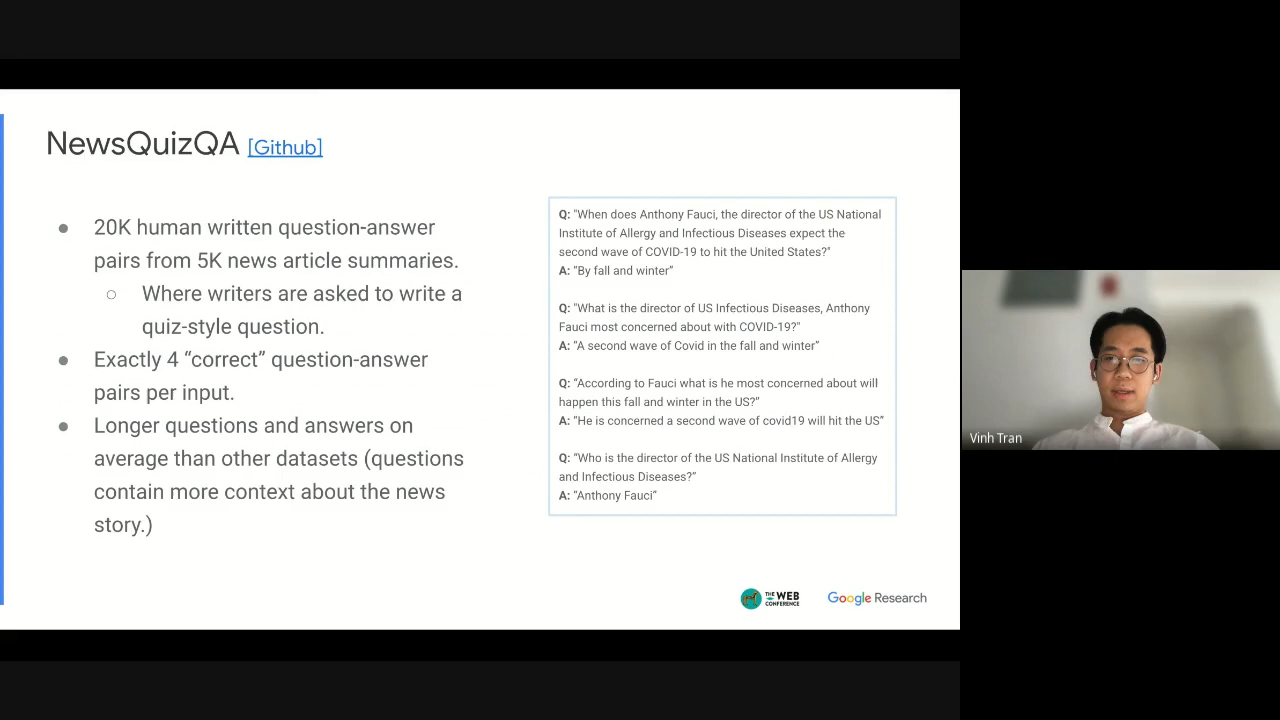 NewsQuizQA [Github]
● 20K human written question-answer
pairs from 5K news article summaries.
○ Where writers are asked to write a
quiz-style question.
● Exactly 4 “correct” question-answer
pairs per input.
● Longer questions and answers on
average than other datasets (questions
contain more context about the news
story.)
Q: "When does Anthony Fauci, the director of the US National
Institute of Allergy and Infectious Diseases expect the
second wave of COVID-19 to hit the United States?"
A: “By fall and winter”
Q: "What is the director of US Infectious Diseases, Anthony
Fauci most concerned about with COVID-19?"
A: “A second wave of Covid in the fall and winter”
Q: “According to Fauci what is he most concerned about will
happen this fall and winter in the US?”
A: “He is concerned a second wave of covid19 will hit the US”
Q: “Who is the director of the US National Institute of Allergy
and Infectious Diseases?”
A: “Anthony Fauci”
THE WEB
CONFERENCE
Google Research
Vinh Tran